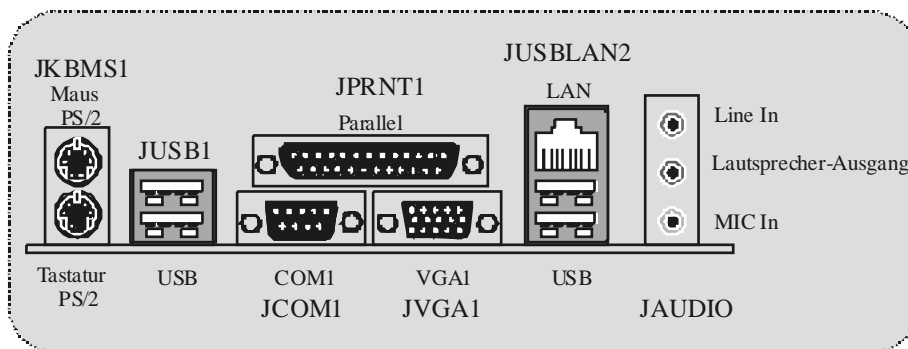 JUSBLAN2
JKBMS1
Maus
PS/2
JPRNT1
LAN
Parallel
JUSB1
Line In
Lautsprecher-Ausgang
MIC In
Tastatur
PS/2
USB
COM1
VGA1
USB
JCOM1
JVGA1
JAUDIO